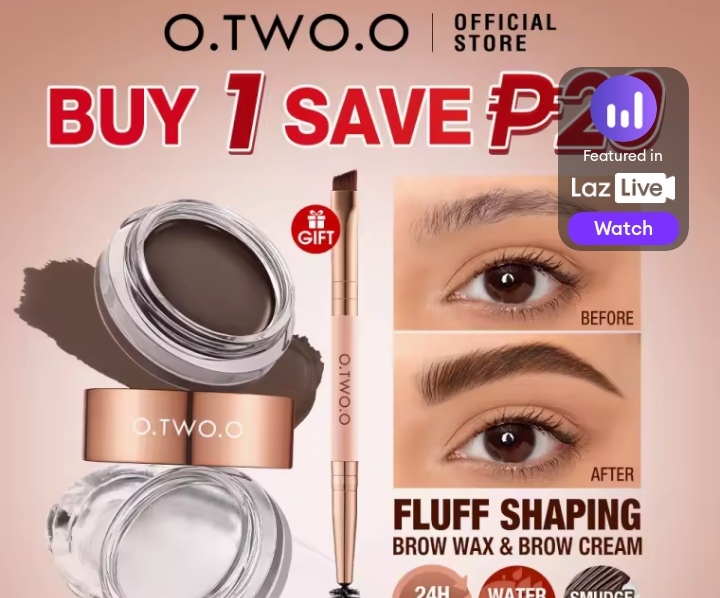 O.TWO.O
OFFICIAL
STORE
BUY 1 SAVE
Featured in
Laz Live
Watch
GIFT
BEFORE
O.TWO.O
O.TWO.O
AFTER
FLUFF SHAPING
BROW WAX & BROW CREAM
24H
WATER
SMUDGE